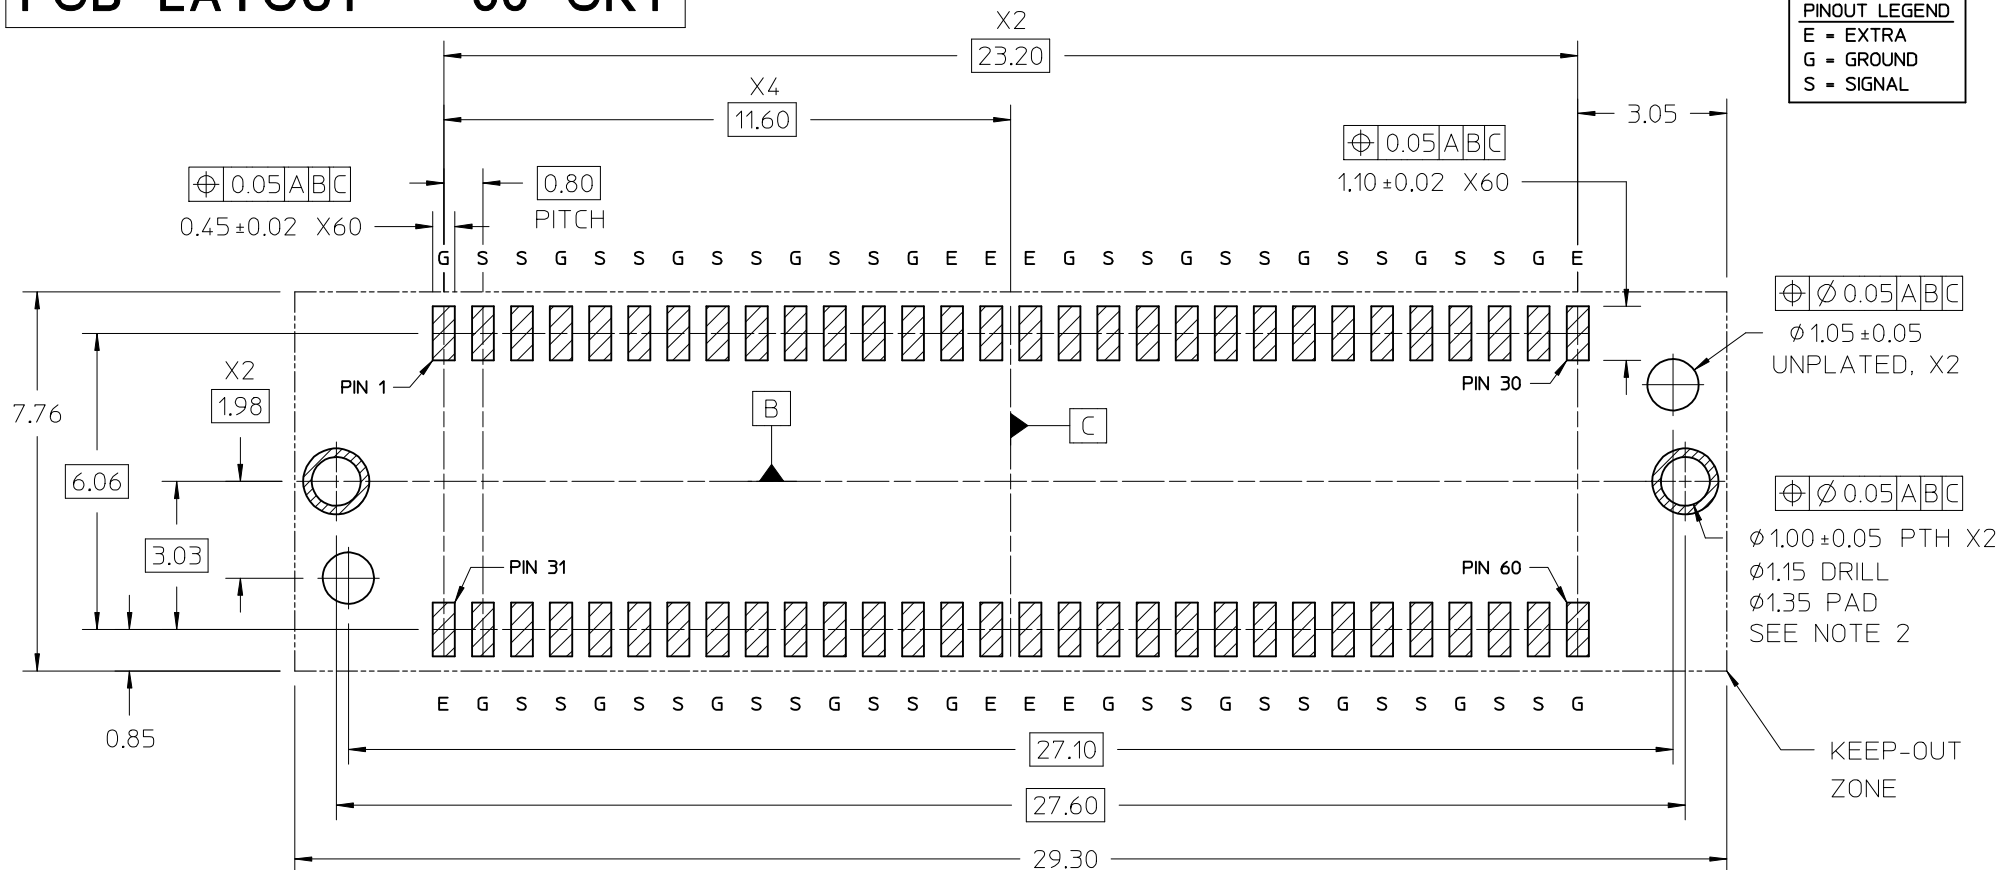 PCB LAYOUT - 60 CKT
PINOUT LEGEND
E = EXTRA
G = GROUND
S = SIGNAL
X2
23.20
X4
11.60
3.05
⌖ 0.05 A B C
0.45±0.02 X60
0.80
PITCH
⌖ 0.05 A B C
1.10±0.02 X60
G S S G S S G S S G S S G E E E G S S G S S G S S G S S G E
⌖ Ø 0.05 A B C
Ø1.05±0.05
UNPLATED, X2
PIN 1
PIN 30
X2
1.98
7.76
B
C
6.06
3.03
⌖ Ø 0.05 A B C
Ø1.00±0.05 PTH X2
Ø1.15 DRILL
Ø1.35 PAD
SEE NOTE 2
PIN 31
PIN 60
E G S S G S S G S S G S S G E E E G S S G S S G S S G S S G
0.85
27.10
KEEP-OUT
ZONE
27.60
29.30